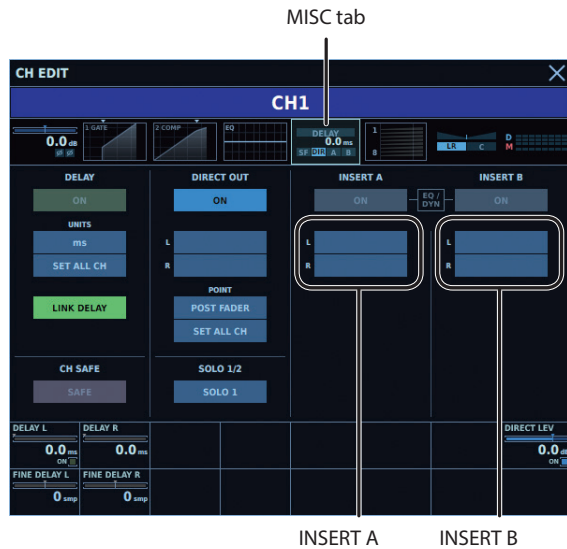 MISC tab
CH EDIT
CH1
0.0 dB
1 GATE
2 COMP
EQ
DELAY
0.0 ms
SF DIR A B
1
8
LR C
D
M
DELAY
DIRECT OUT
INSERT A
INSERT B
ON
ON
ON
EQ / DYN
ON
UNITS
ms
SET ALL CH
L
R
L
R
L
R
LINK DELAY
POINT
POST FADER
SET ALL CH
CH SAFE
SAFE
SOLO 1/2
SOLO 1
DELAY L
0.0 ms
ON
DELAY R
0.0 ms
DIRECT LEV
0.0 dB
ON
FINE DELAY L
0 smp
FINE DELAY R
0 smp
INSERT A
INSERT B